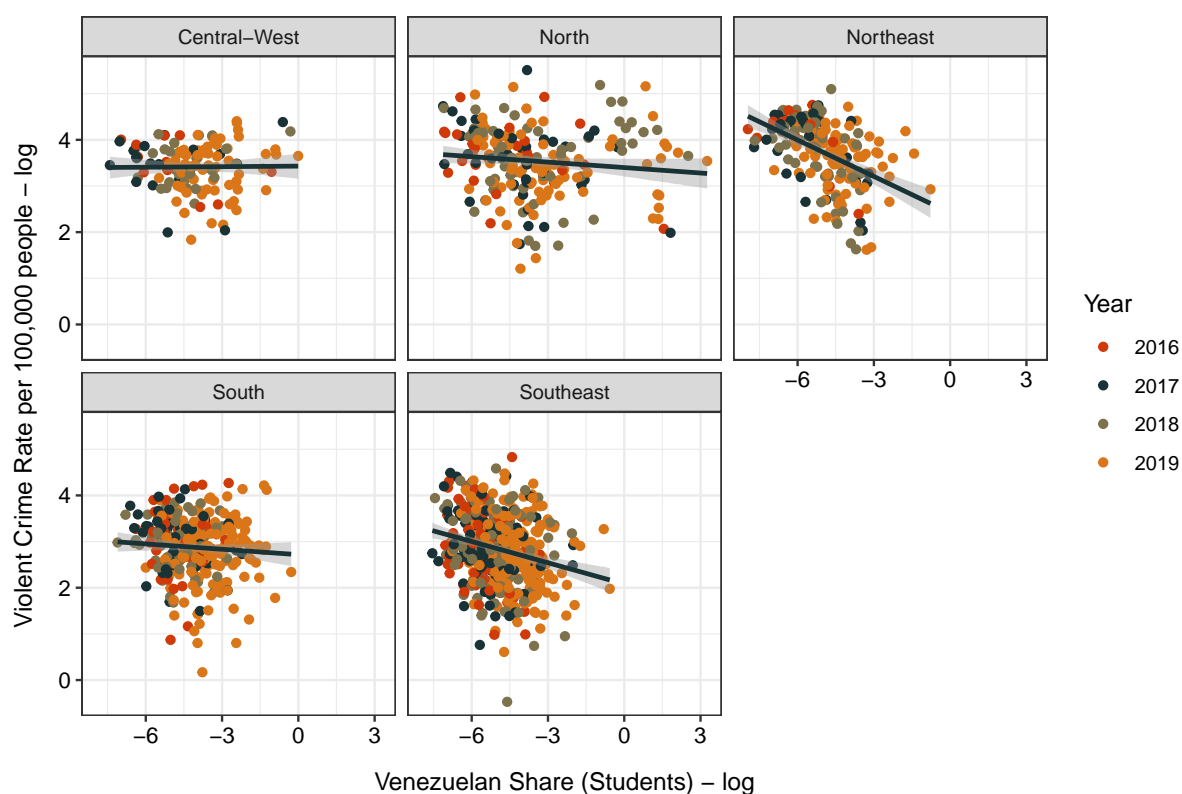 Central−West
North
Northeast
4
2
0
−6
−3
0
3
South
Southeast
4
2
0
−6
−3
0
3
−6
−3
0
3
Violent Crime Rate per 100,000 people − log
Venezuelan Share (Students) − log
Year
2016
2017
2018
2019